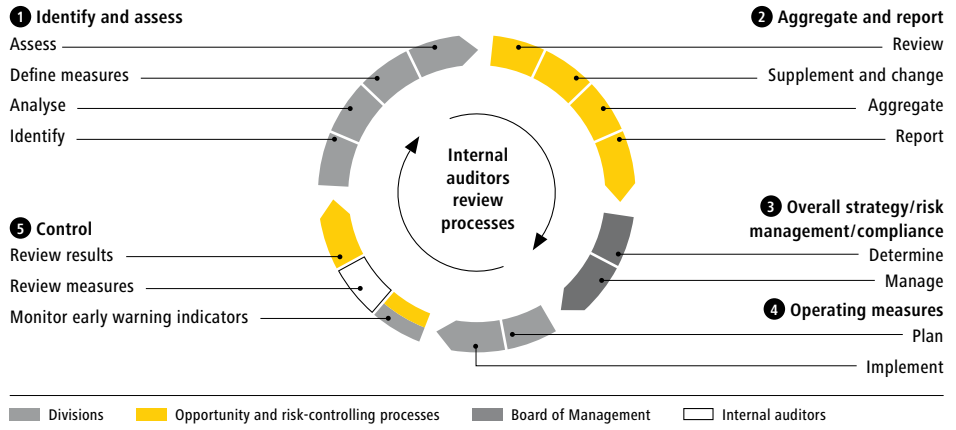 1 Identify and assess
Assess
Define measures
Analyse
Identify
2 Aggregate and report
Review
Supplement and change
Aggregate
Report
Internal
auditors
review
processes
3 Overall strategy/risk
management/compliance
Determine
Manage
4 Operating measures
Plan
Implement
5 Control
Review results
Review measures
Monitor early warning indicators
Divisions
Opportunity and risk-controlling processes
Board of Management
Internal auditors